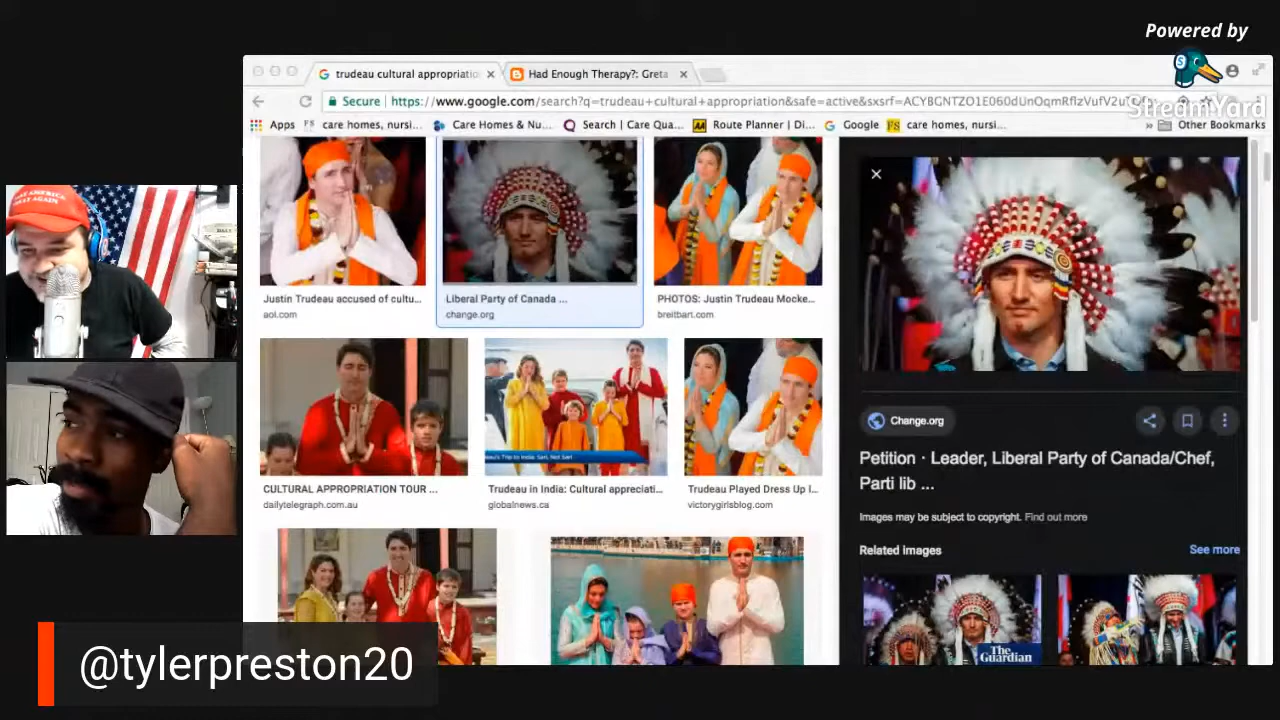 Powered by
StreamYard
trudeau cultural appropriatio
Had Enough Therapy?: Greta
Secure
https://www.google.com/search?q=trudeau+cultural+appropriation&safe=active&sxsrf=
Apps
care homes, nursi...
Care Homes & Nu...
Search | Care Qua...
Route Planner | Di...
Google
care homes, nursi...
Other Bookmarks
Justin Trudeau accused of cultu...
aol.com
Liberal Party of Canada ...
change.org
PHOTOS: Justin Trudeau Mocke...
breitbart.com
CULTURAL APPROPRIATION TOUR ...
dailytelegraph.com.au
Trudeau in India: Cultural appreciati...
globalnews.ca
Trudeau Played Dress Up I...
victorygirlsblog.com
Change.org
Petition · Leader, Liberal Party of Canada/Chef,
Parti lib ...
Images may be subject to copyright. Find out more
Related images
See more
The
Guardian
@tylerpreston20